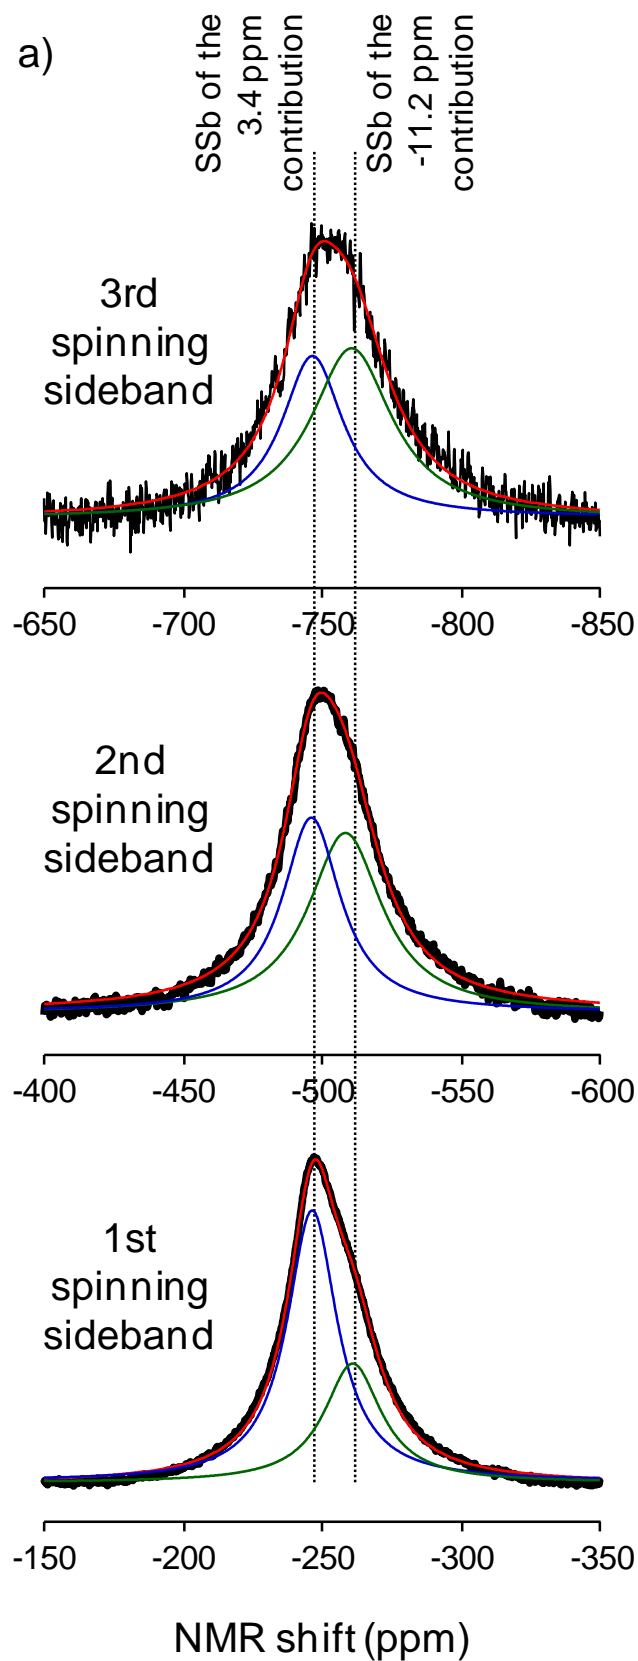 a)
SSb of the
3.4 ppm
contribution
SSb of the
-11.2 ppm
contribution
3rd
spinning
sideband
-650 -700 -750 -800 -850
2nd
spinning
sideband
-400 -450 -500 -550 -600
1st
spinning
sideband
-150 -200 -250 -300 -350
NMR shift (ppm)